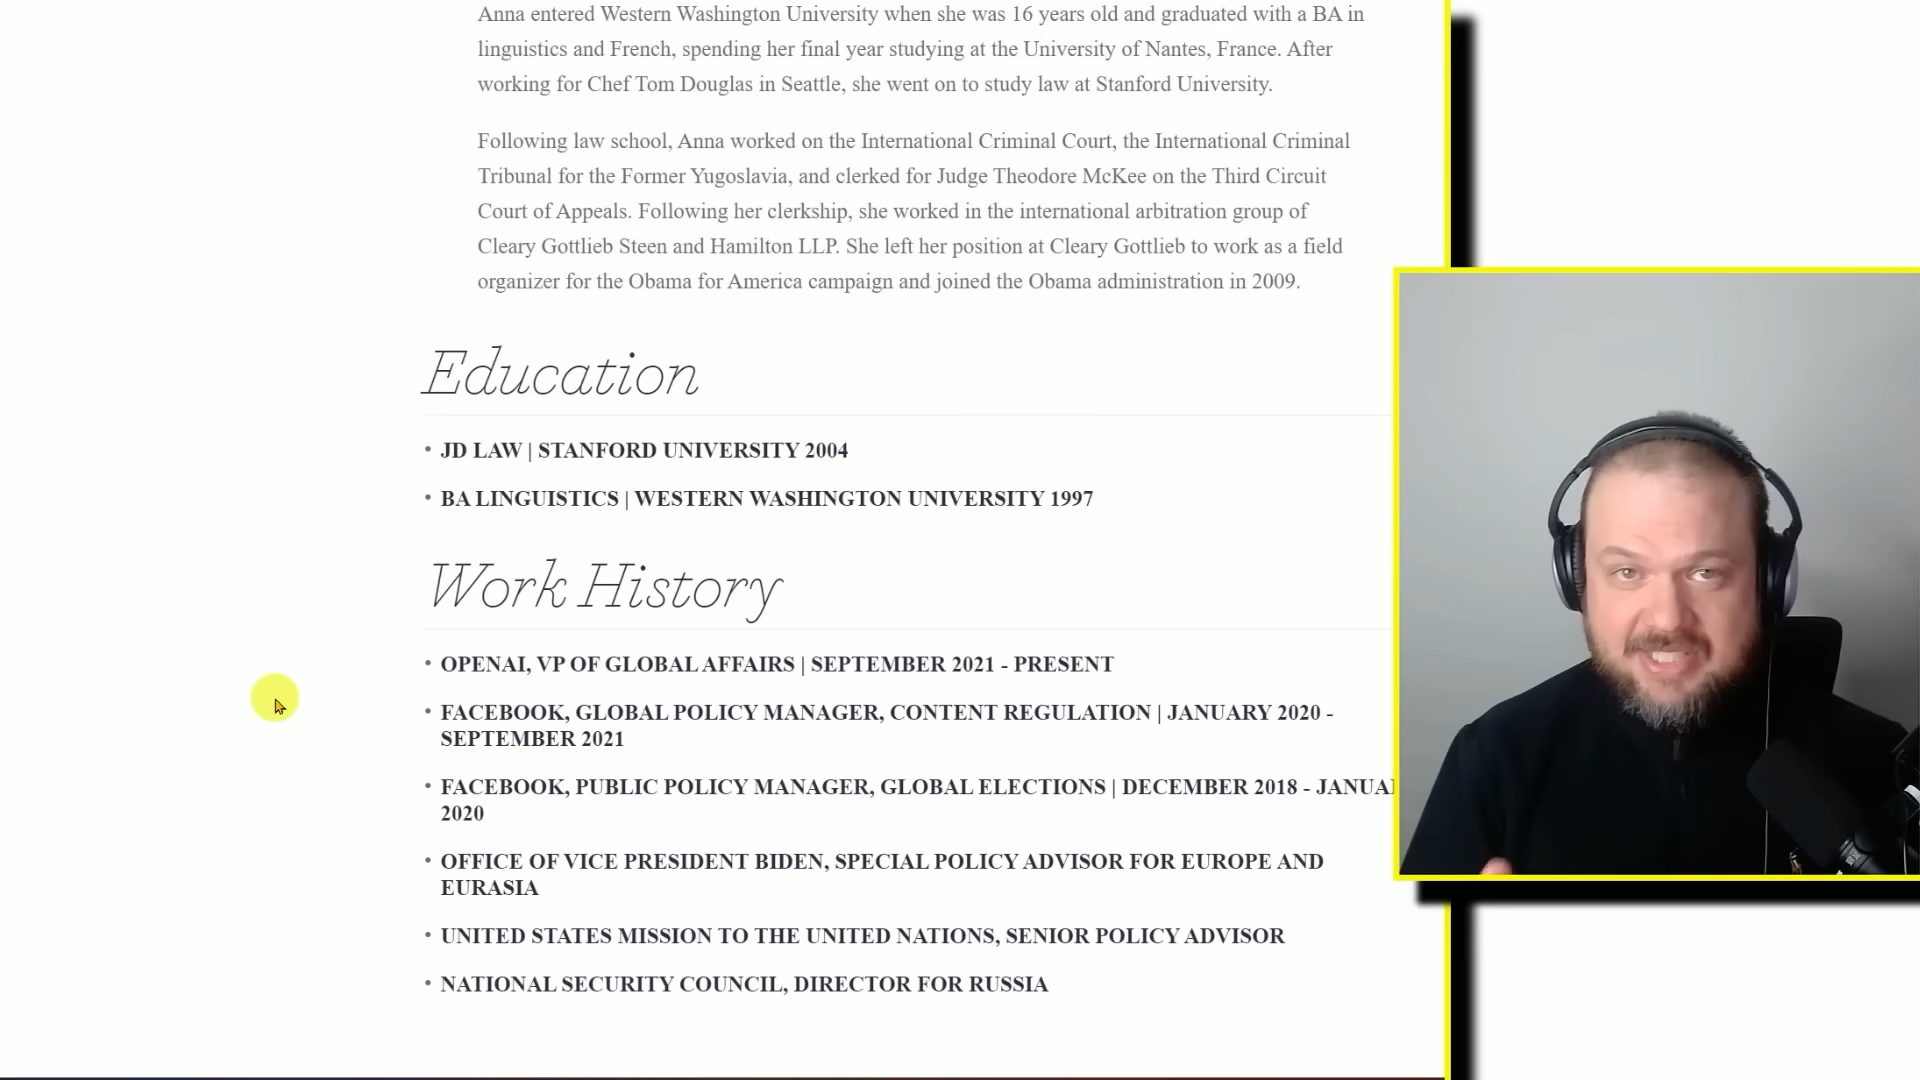 Anna entered Western Washington University when she was 16 years old and graduated with a BA in
linguistics and French, spending her final year studying at the University of Nantes, France. After
working for Chef Tom Douglas in Seattle, she went on to study law at Stanford University.
Following law school, Anna worked on the International Criminal Court, the International Criminal
Tribunal for the Former Yugoslavia, and clerked for Judge Theodore McKee on the Third Circuit
Court of Appeals. Following her clerkship, she worked in the international arbitration group of
Cleary Gottlieb Steen and Hamilton LLP. She left her position at Cleary Gottlieb to work as a field
organizer for the Obama for America campaign and joined the Obama administration in 2009.
Education
• JD LAW | STANFORD UNIVERSITY 2004
• BA LINGUISTICS | WESTERN WASHINGTON UNIVERSITY 1997
Work History
• OPENAI, VP OF GLOBAL AFFAIRS | SEPTEMBER 2021 - PRESENT
• FACEBOOK, GLOBAL POLICY MANAGER, CONTENT REGULATION | JANUARY 2020 -
SEPTEMBER 2021
• FACEBOOK, PUBLIC POLICY MANAGER, GLOBAL ELECTIONS | DECEMBER 2018 - JANUA
2020
• OFFICE OF VICE PRESIDENT BIDEN, SPECIAL POLICY ADVISOR FOR EUROPE AND
EURASIA
• UNITED STATES MISSION TO THE UNITED NATIONS, SENIOR POLICY ADVISOR
• NATIONAL SECURITY COUNCIL, DIRECTOR FOR RUSSIA